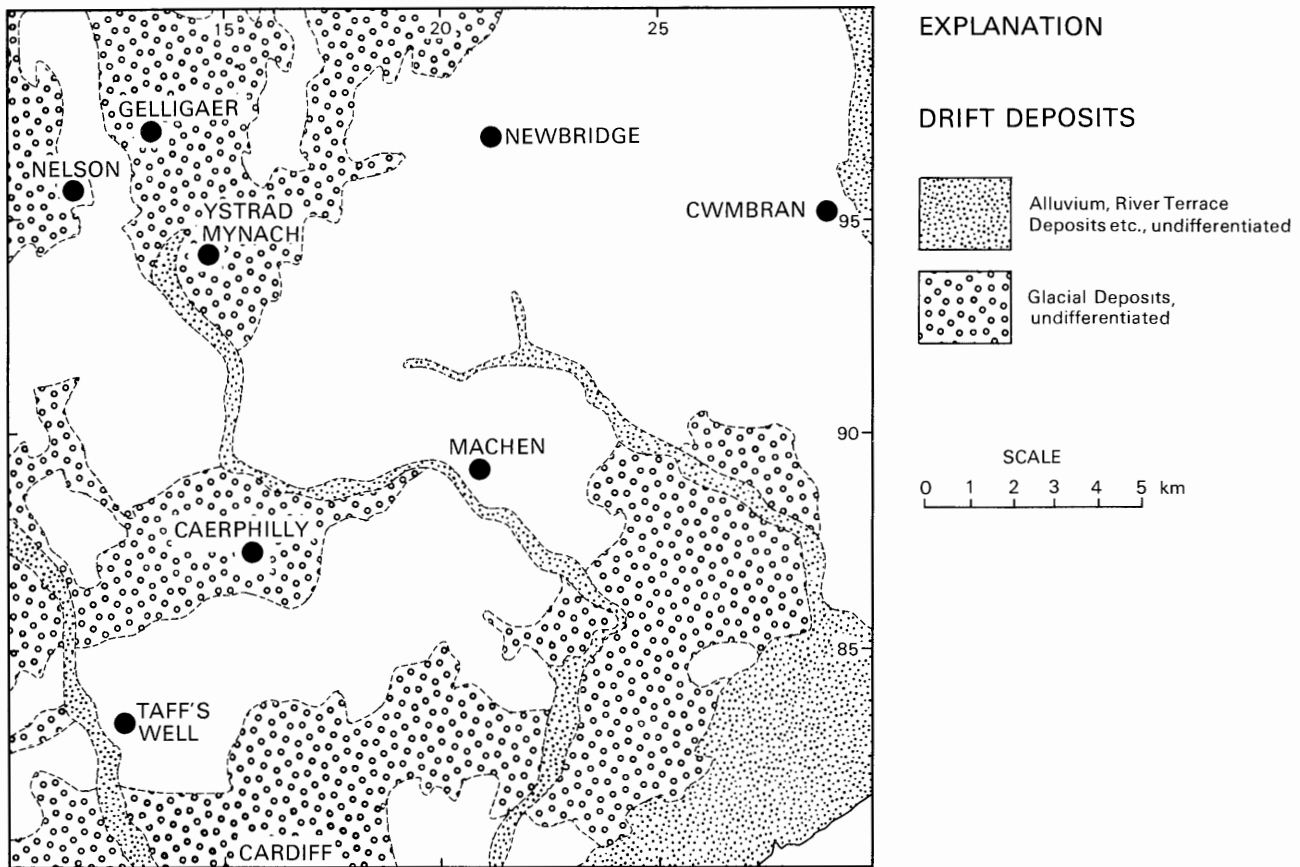 15
20
25
GELLIGAER
NEWBRIDGE
NELSON
YSTRAD
MYNACH
CWMBRAN
95
90
MACHEN
CAERPHILLY
85
TAFF'S
WELL
CARDIFF
EXPLANATION
DRIFT DEPOSITS
Alluvium, River Terrace
Deposits etc., undifferentiated
Glacial Deposits,
undifferentiated
SCALE
0 1 2 3 4 5 km